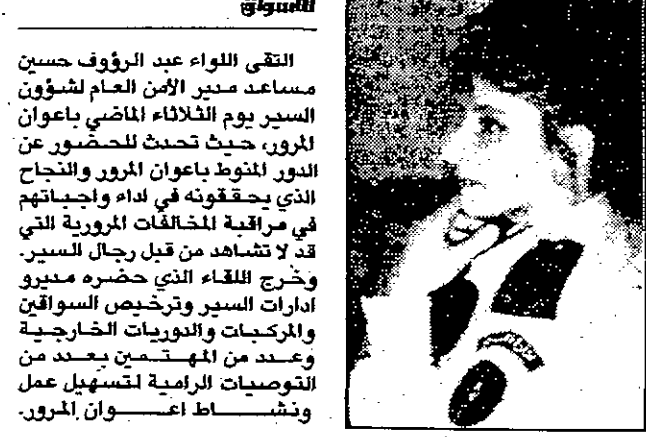 الأسواق
التقى اللواء عبد الرؤوف حسين
مساعد مدير الأمن العام لشؤون
السير يوم الثلاثاء الماضي باعوان
المرور، حيث تحدث للحضور عن
الدور المنوط باعوان المرور والنجاح
الذي يحققونه في اداء واجباتهم
في مراقبة المخالفات المرورية التي
قد لا تشاهد من قبل رجال السير.
وخرج اللقاء الذي حضره مديرو
ادارات السير وترخيص السواقين
والمركبات والدوريات الخارجية
وعدد من المهتمين بعدد من
التوصيات الرامية لتسهيل عمل
ونشاط اعوان المرور.